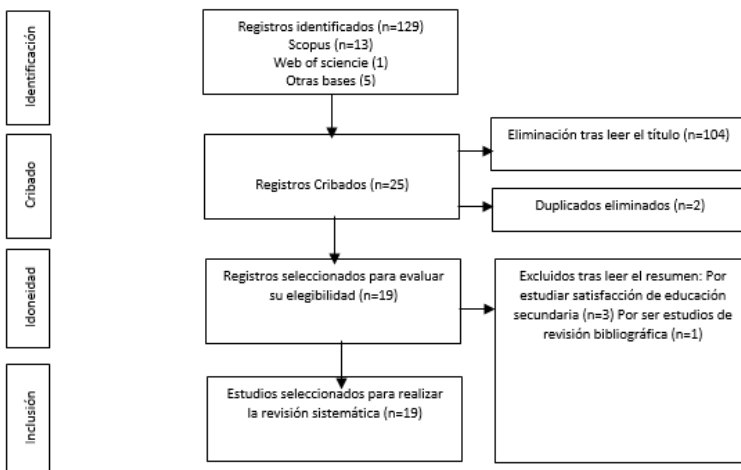 Identificación
Registros identificados (n=129)
Scopus (n=13)
Web of sciencie (1)
Otras bases (5)
Cribado
Registros Cribados (n=25)
Eliminación tras leer el título (n=104)
Duplicados eliminados (n=2)
Idoneidad
Registros seleccionados para evaluar
su elegibilidad (n=19)
Excluidos tras leer el resumen: Por
estudiar satisfacción de educación
secundaria (n=3) Por ser estudios de
revisión bibliográfica (n=1)
Inclusión
Estudios seleccionados para realizar
la revisión sistemática (n=19)